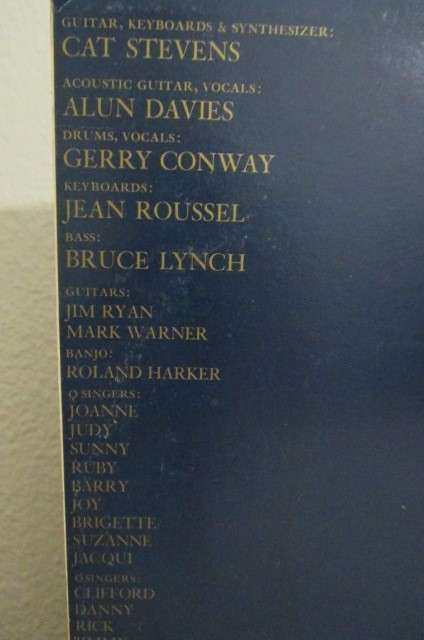 GUITAR, KEYBOARDS & SYNTHESIZER:
CAT STEVENS
ACOUSTIC GUITAR, VOCALS:
ALUN DAVIES
DRUMS, VOCALS:
GERRY CONWAY
KEYBOARDS:
JEAN ROUSSEL
BASS:
BRUCE LYNCH
GUITARS:
JIM RYAN
MARK WARNER
BANJO:
ROLAND HARKER
Q SINGERS:
JOANNE
JUDY
SUNNY
RUBY
BARRY
JOY
BRIGETTE
SUZANNE
JACQUI
SINGERS:
CLIFFORD
DANNY
RICK